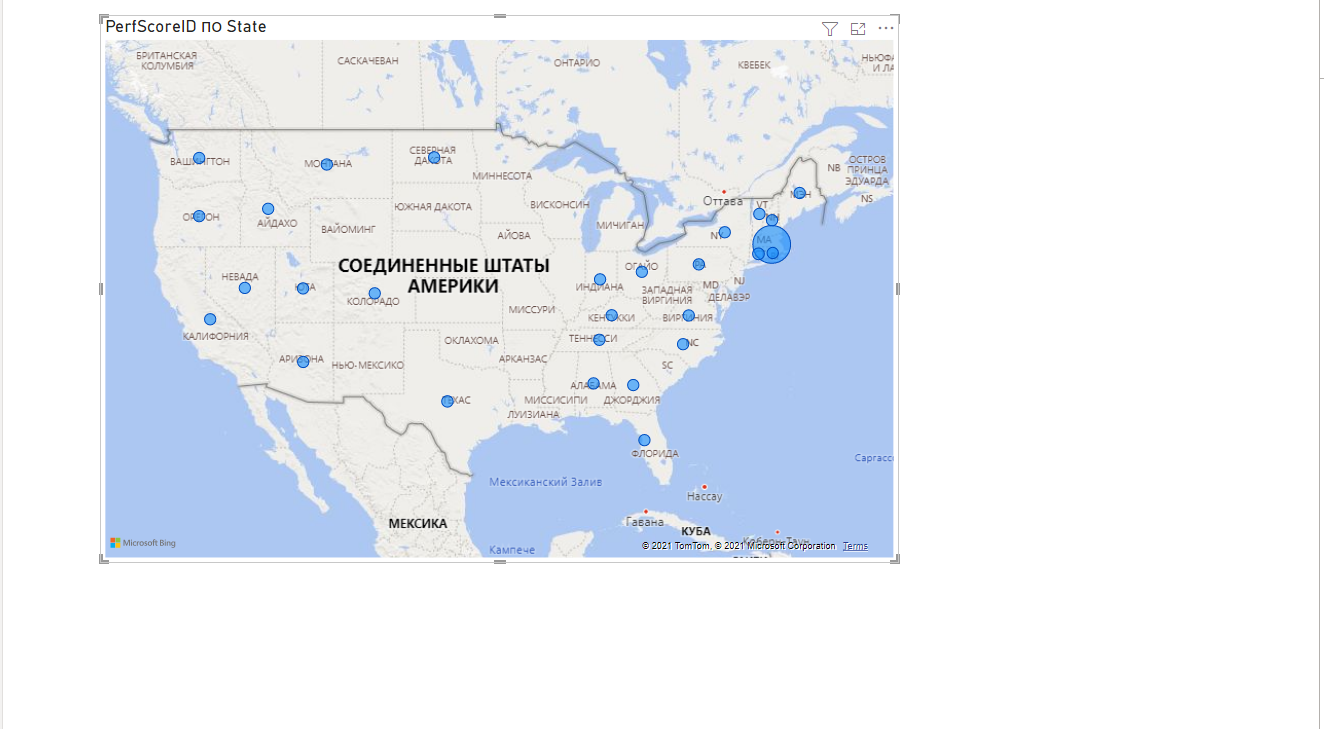 PerfScoreID по State
БРИТАНСКАЯ
КОЛУМБИЯ
САСКАЧЕВАН
ОНТАРИО
КВЕБЕК
И ЛА
ВАШИНГТОН
МОНТАНА
СЕВЕРНАЯ
ДАКОТА
МИННЕСОТА
NB
ОСТРОВ
ПРИНЦА
ЭДУАРДА
NS
Оттава
VT
ОРЕГОН
АЙДАХО
ЮЖНАЯ ДАКОТА
ВИСКОНСИН
МИЧИГАН
ВАЙОМИНГ
АЙОВА
NY
MA
СОЕДИНЕННЫЕ ШТАТЫ
АМЕРИКИ
НЕВАДА
ЮТА
КОЛОРАДО
ИНДИАНА
ОГАЙО
PA
ЗАПАДНАЯ
ВИРГИНИЯ
MD
NJ
ДЕЛАВЭР
МИССУРИ
КЕНТУККИ
ВИРГИНИЯ
КАЛИФОРНИЯ
ОКЛАХОМА
ТЕННЕССИ
NC
АРИЗОНА
НЬЮ-МЕКСИКО
АРКАНЗАС
SC
ТЕХАС
АЛАБАМА
МИССИСИПИ
ДЖОРДЖИЯ
ЛУИЗИАНА
ФЛОРИДА
Саргасс
Мексиканский Залив
Нассау
МЕКСИКА
Гавана
КУБА
Кампече
Microsoft Bing
© 2021 TomTom, © 2021 Microsoft Corporation Terms